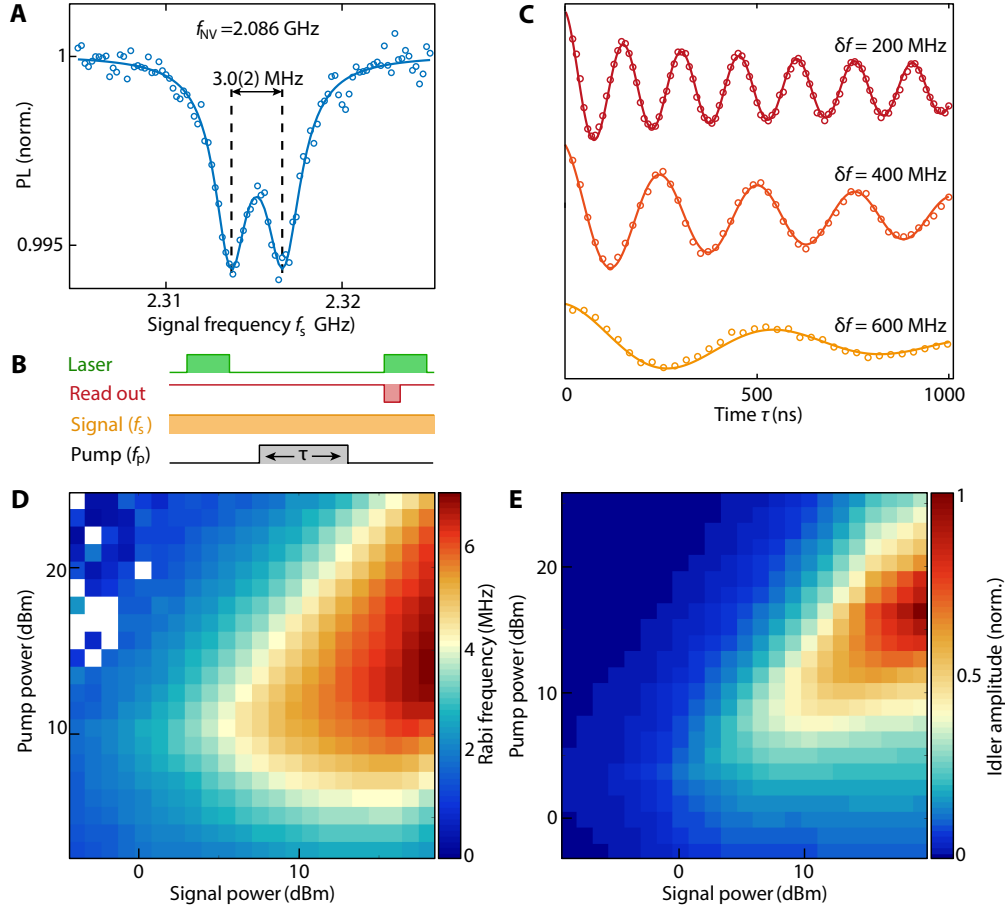 A
f_NV = 2.086 GHz
3.0(2) MHz
1
0.995
PL (norm.)
2.31
2.32
Signal frequency f_s GHz)
B
Laser
Read out
Signal (f_s)
Pump (f_p)
τ
C
δf = 200 MHz
δf = 400 MHz
δf = 600 MHz
0
500
1000
Time τ (ns)
D
20
10
Pump power (dBm)
0
10
Signal power (dBm)
6
4
2
0
Rabi frequency (MHz)
E
20
10
0
Pump power (dBm)
0
10
Signal power (dBm)
1
0.5
0
Idler amplitude (norm.)